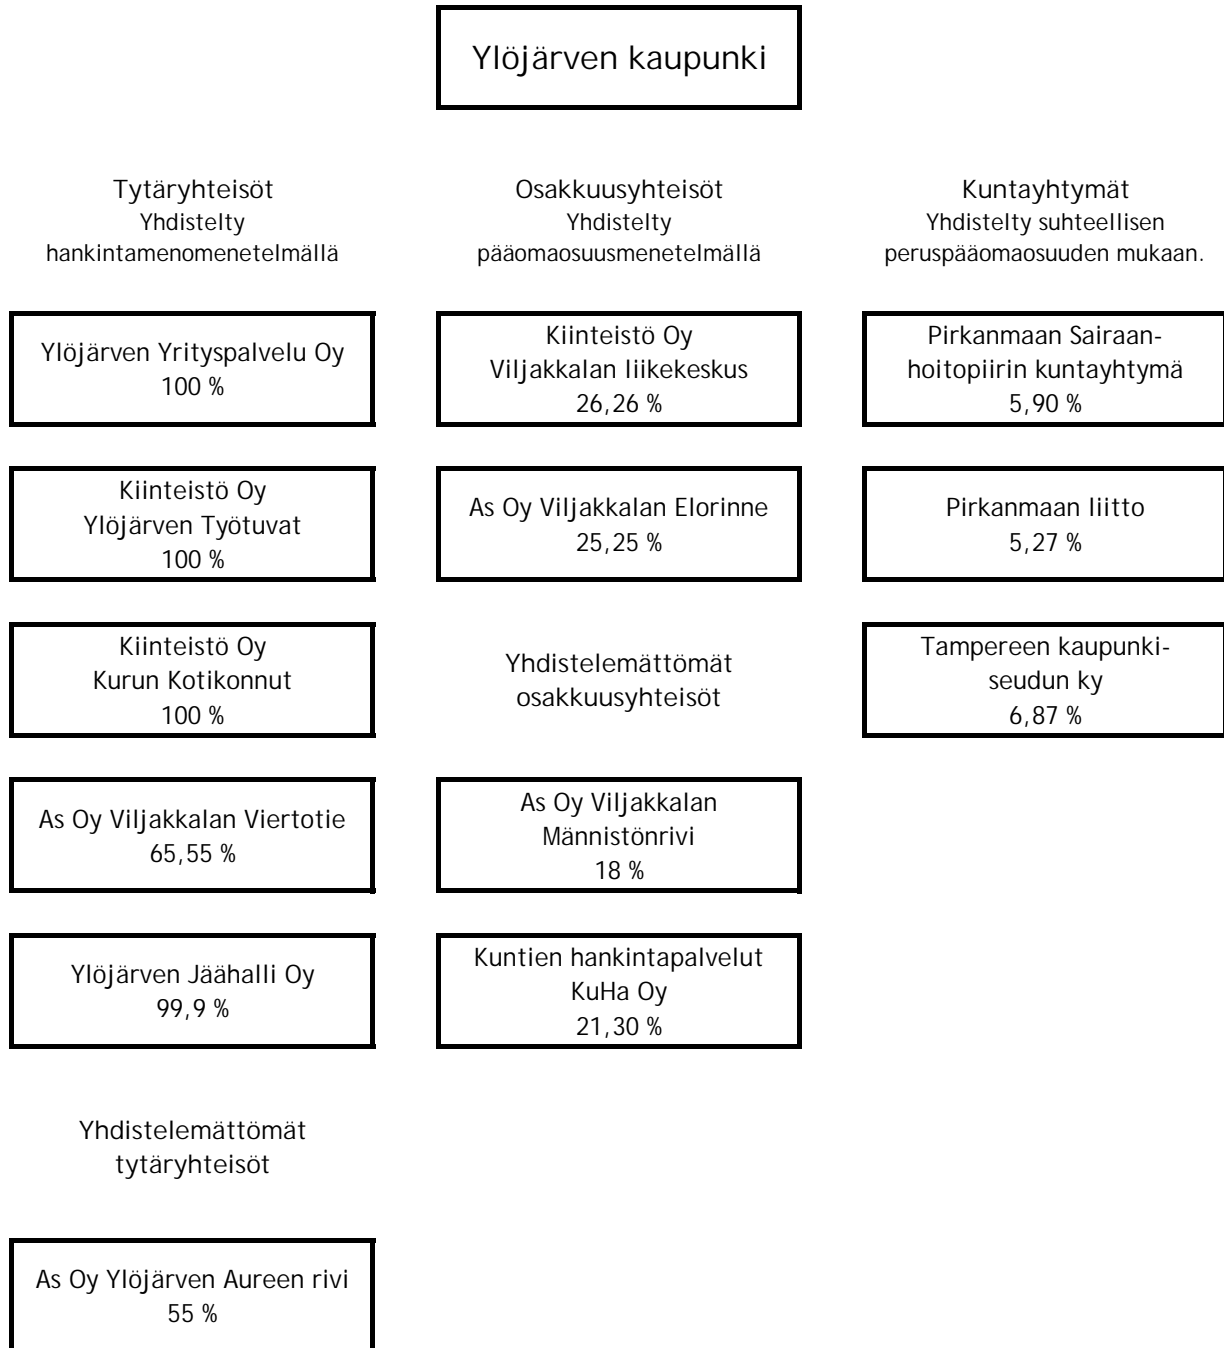 Ylöjärven kaupunki
Tytäryhteisöt
Yhdistelty
hankintamenomenetelmällä
Ylöjärven Yrityspalvelu Oy
100 %
Kiinteistö Oy
Ylöjärven Työtuvat
100 %
Kiinteistö Oy
Kurun Kotikonnut
100 %
As Oy Viljakkalan Viertotie
65,55 %
Ylöjärven Jäähalli Oy
99,9 %
Yhdistelemättömät
tytäryhteisöt
As Oy Ylöjärven Aureen rivi
55 %
Osakkuusyhteisöt
Yhdistelty
pääomaosuusmenetelmällä
Kiinteistö Oy
Viljakkalan liikekeskus
26,26 %
As Oy Viljakkalan Elorinne
25,25 %
Yhdistelemättömät
osakkuusyhteisöt
As Oy Viljakkalan
Männistönrivi
18 %
Kuntien hankintapalvelut
KuHa Oy
21,30 %
Kuntayhtymät
Yhdistelty suhteellisen
peruspääomaosuuden mukaan.
Pirkanmaan Sairaan-
hoitopiirin kuntayhtymä
5,90 %
Pirkanmaan liitto
5,27 %
Tampereen kaupunki-
seudun ky
6,87 %